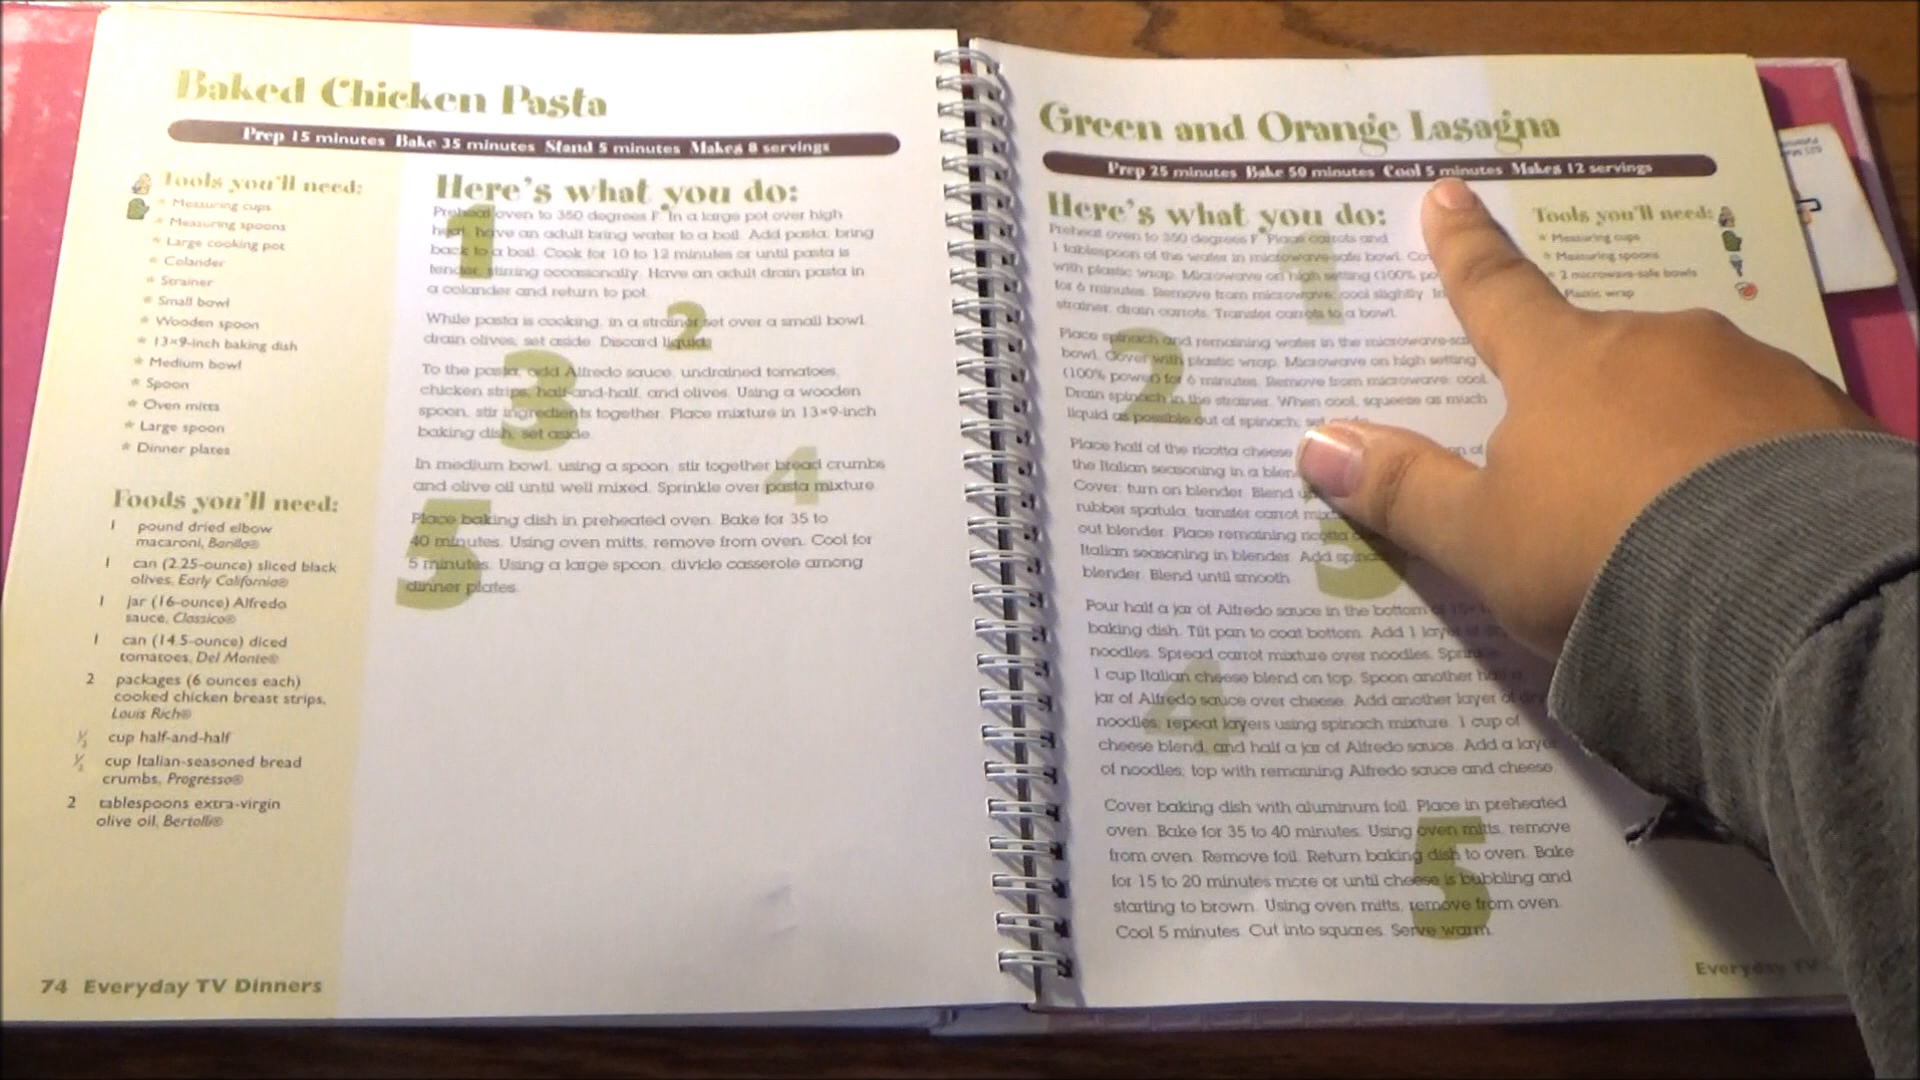 Baked Chicken Pasta
Prep 15 minutes Bake 35 minutes Stand 5 minutes Makes 8 servings
Tools you'll need:
* Measuring cups
* Measuring spoons
* Large cooking pot
* Colander
* Strainer
* Small bowl
* Wooden spoon
* 13×9-inch baking dish
* Medium bowl
* Spoon
* Oven mitts
* Large spoon
* Dinner plates
Foods you'll need:
1 pound dried elbow
macaroni, Barilla®
1 can (2.25-ounce) sliced black
olives, Early California®
1 jar (16-ounce) Alfredo
sauce, Classico®
1 can (14.5-ounce) diced
tomatoes, Del Monte®
2 packages (6 ounces each)
cooked chicken breast strips,
Louis Rich®
cup half-and-half
cup Italian-seasoned bread
crumbs, Progresso®
2 tablespoons extra-virgin
olive oil, Bertolli®
74 Everyday TV Dinners
Here's what you do:
1
Preheat oven to 350 degrees F. In a large pot over high
heat, have an adult bring water to a boil. Add pasta; bring
back to a boil. Cook for 10 to 12 minutes or until pasta is
tender, stirring occasionally. Have an adult drain pasta in
a colander and return to pot.
2
While pasta is cooking, in a strainer set over a small bowl,
drain olives; set aside. Discard liquid.
3
To the pasta, add Alfredo sauce, undrained tomatoes,
chicken strips, half-and-half, and olives. Using a wooden
spoon, stir ingredients together. Place mixture in 13×9-inch
baking dish; set aside.
4
In medium bowl, using a spoon, stir together bread crumbs
and olive oil until well mixed. Sprinkle over pasta mixture.
5
Place baking dish in preheated oven. Bake for 35 to
40 minutes. Using oven mitts, remove from oven. Cool for
5 minutes. Using a large spoon, divide casserole among
dinner plates.
Green and Orange Lasagna
Prep 25 minutes Bake 50 minutes Cool 5 minutes Makes 12 servings
Here's what you do:
1
Preheat oven to 350 degrees F. Place carrots and
1 tablespoon of the water in microwave-safe bowl.
with plastic wrap. Microwave on high setting (100%
for 6 minutes. Remove from microwave; cool slightly.
strainer, drain carrots. Transfer carrots to a bowl.
2
Place spinach and remaining water in the microwave-
bowl. Cover with plastic wrap. Microwave on high setting
(100% power) for 6 minutes. Remove from microwave; cool.
Drain spinach in the strainer. When cool, squeeze as much
liquid as possible out of spinach; set aside.
3
Place half of the ricotta cheese of
the Italian seasoning in a
Cover; turn on blender. Blend
rubber spatula, transfer carrot
out blender. Place remaining ricotta
Italian seasoning in blender. Add
blender. Blend until smooth.
4
Pour half a jar of Alfredo sauce in the bottom of
baking dish. Tilt pan to coat bottom. Add 1 layer of
noodles. Spread carrot mixture over noodles.
1 cup Italian cheese blend on top. Spoon another
jar of Alfredo sauce over cheese. Add another layer of
noodles; repeat layers using spinach mixture, 1 cup of
cheese blend, and half a jar of Alfredo sauce. Add a layer
of noodles; top with remaining Alfredo sauce and cheese.
5
Cover baking dish with aluminum foil. Place in preheated
oven. Bake for 35 to 40 minutes. Using oven mitts, remove
from oven. Remove foil. Return baking dish to oven. Bake
for 15 to 20 minutes more or until cheese is bubbling and
starting to brown. Using oven mitts, remove from oven.
Cool 5 minutes. Cut into squares. Serve warm.
Tools you'll need:
* Measuring cups
* Measuring spoons
* 2 microwave-safe bowls
Plastic wrap
Everyday TV